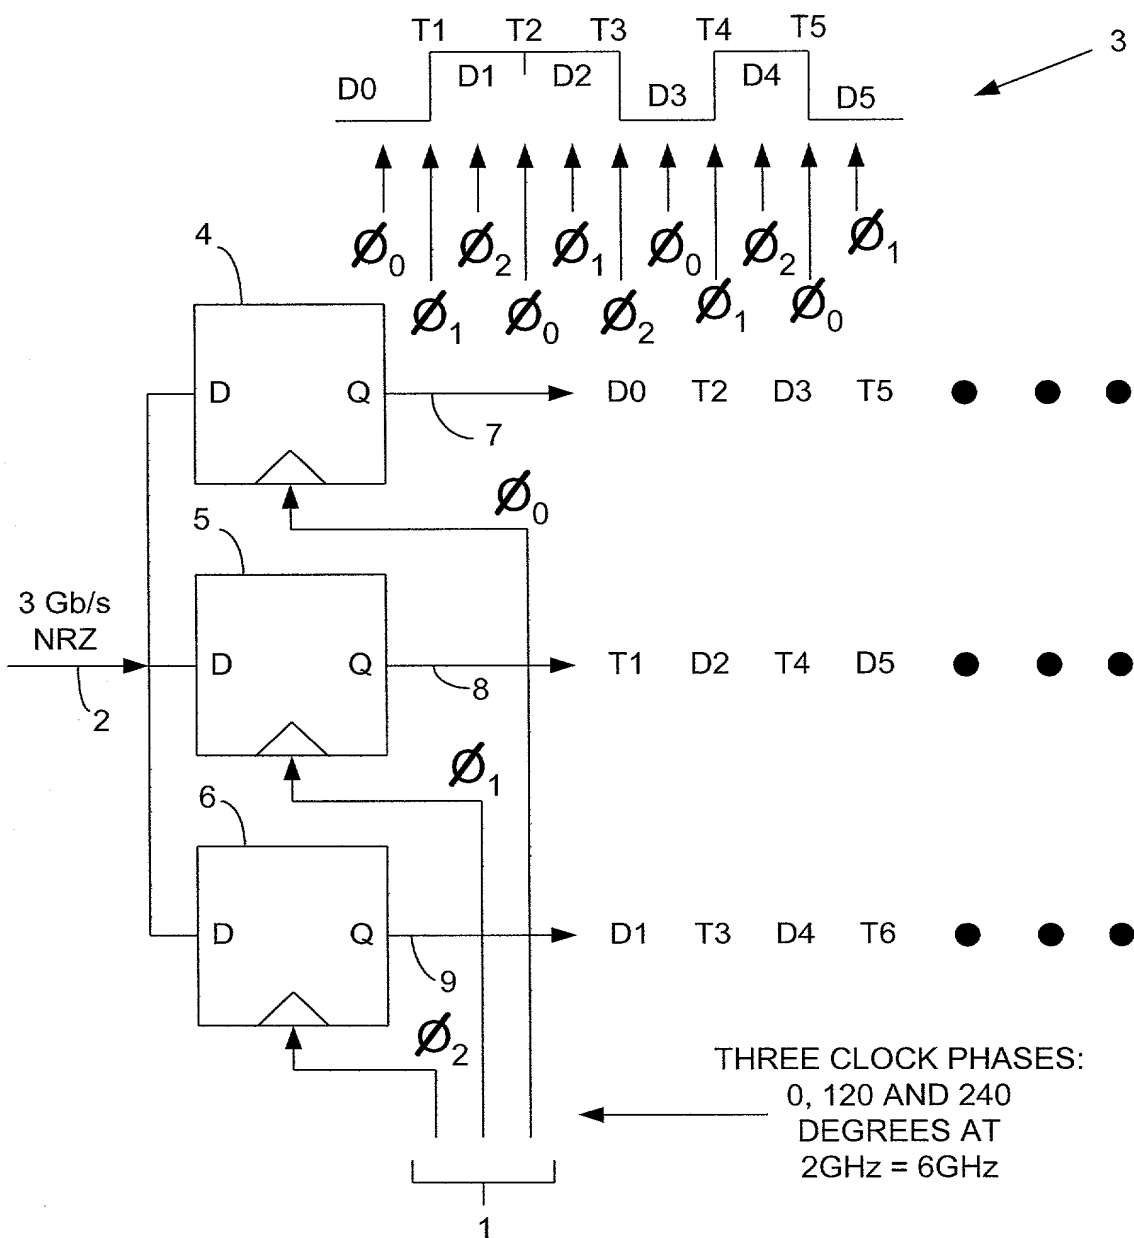 T1 T2 T3 T4 T5
3
D0 D1 D2 D3 D4 D5
Ø0 Ø2 Ø1 Ø0 Ø2 Ø1
Ø1 Ø0 Ø2 Ø1 Ø0
4
D Q
7
D0 T2 D3 T5
Ø0
5
3 Gb/s
NRZ
2
D Q
8
T1 D2 T4 D5
Ø1
6
D Q
9
D1 T3 D4 T6
Ø2
THREE CLOCK PHASES:
0, 120 AND 240
DEGREES AT
2GHz = 6GHz
1